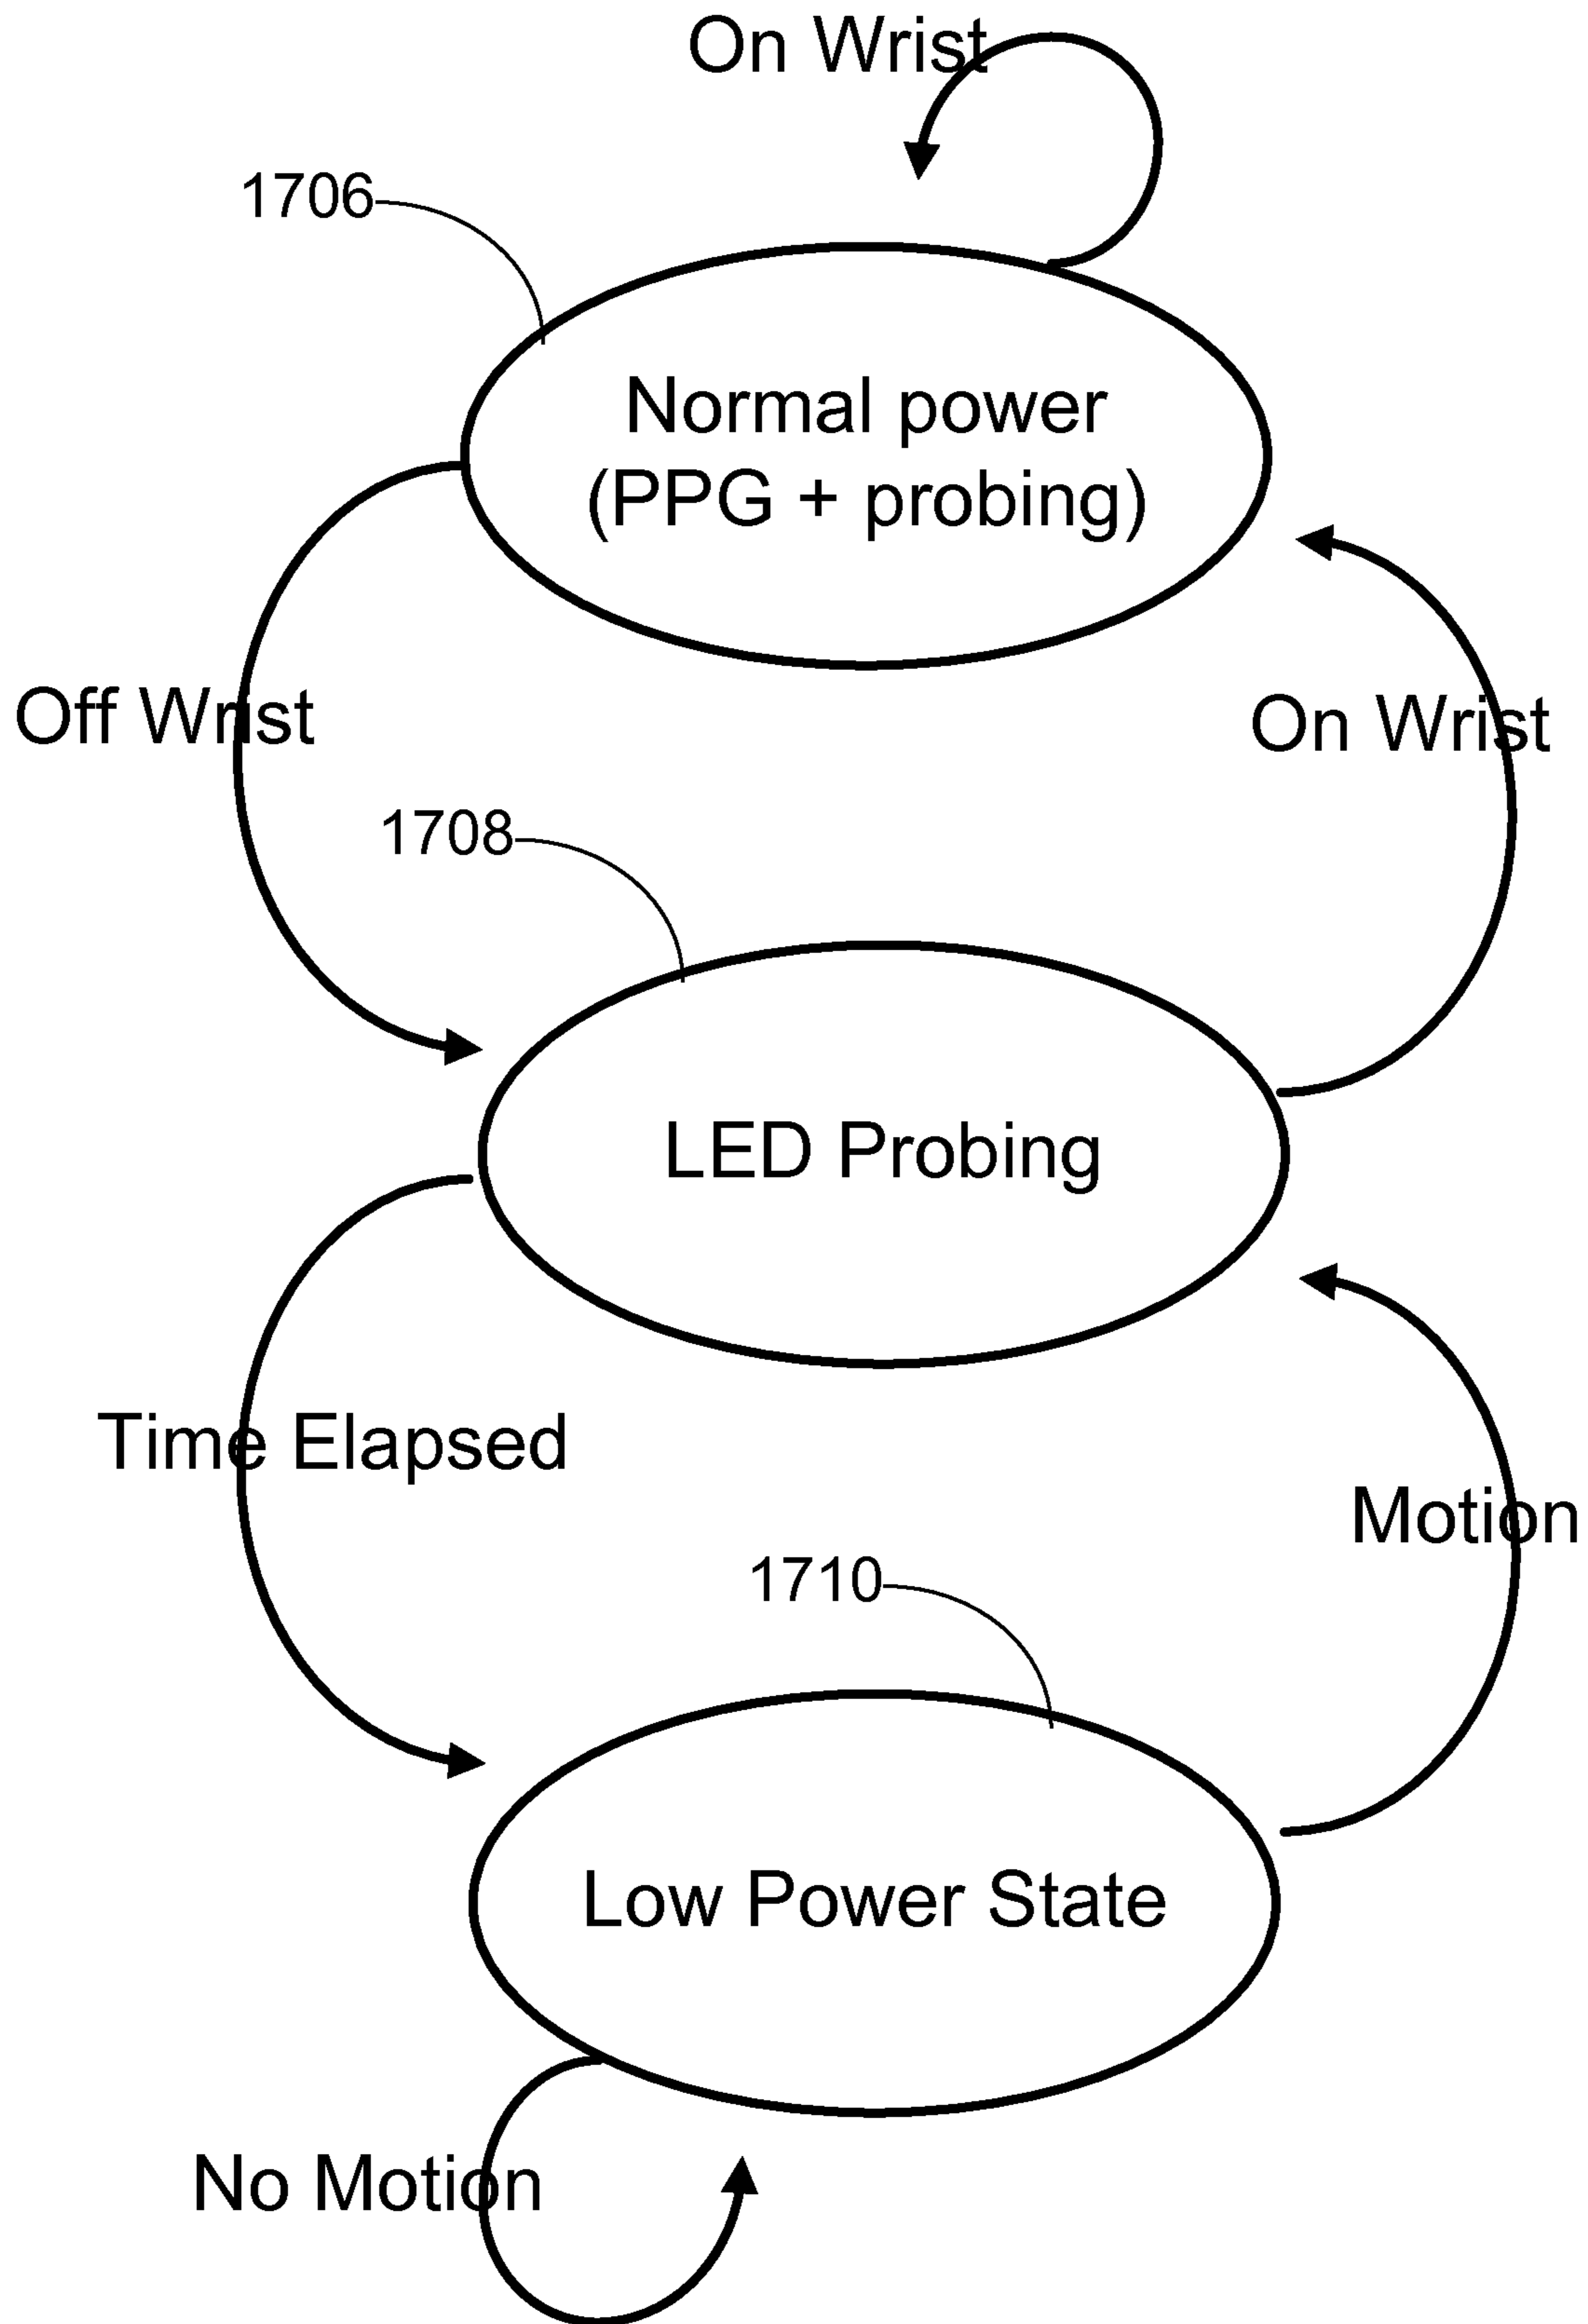 On Wrist
1706
Normal power
(PPG + probing)
Off Wrist
On Wrist
1708
LED Probing
Time Elapsed
Motion
1710
Low Power State
No Motion